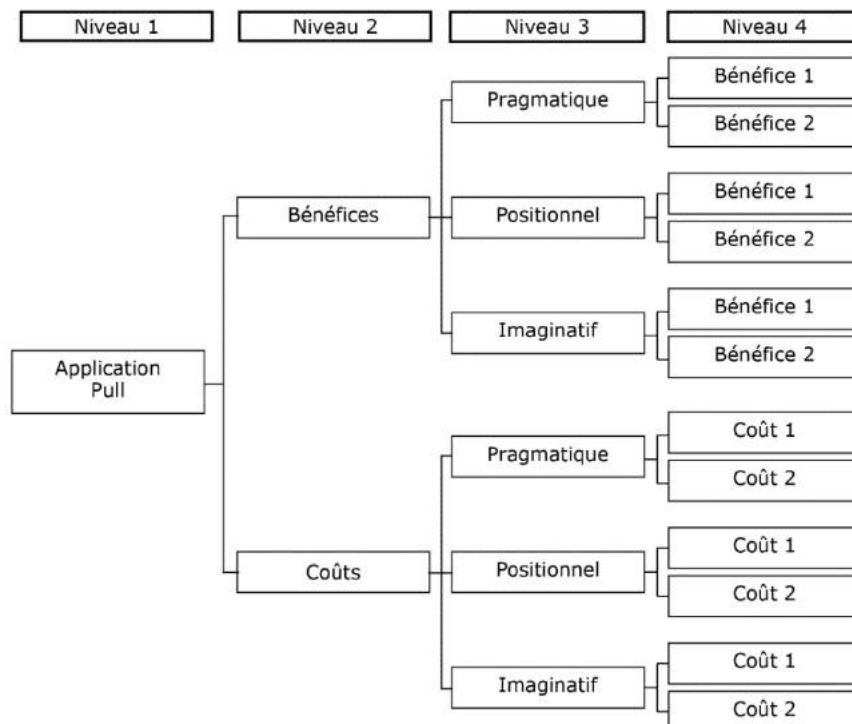 Niveau 1
Niveau 2
Niveau 3
Niveau 4
Application
Pull
Bénéfices
Pragmatique
Bénéfice 1
Bénéfice 2
Positionnel
Bénéfice 1
Bénéfice 2
Imaginatif
Bénéfice 1
Bénéfice 2
Coûts
Pragmatique
Coût 1
Coût 2
Positionnel
Coût 1
Coût 2
Imaginatif
Coût 1
Coût 2